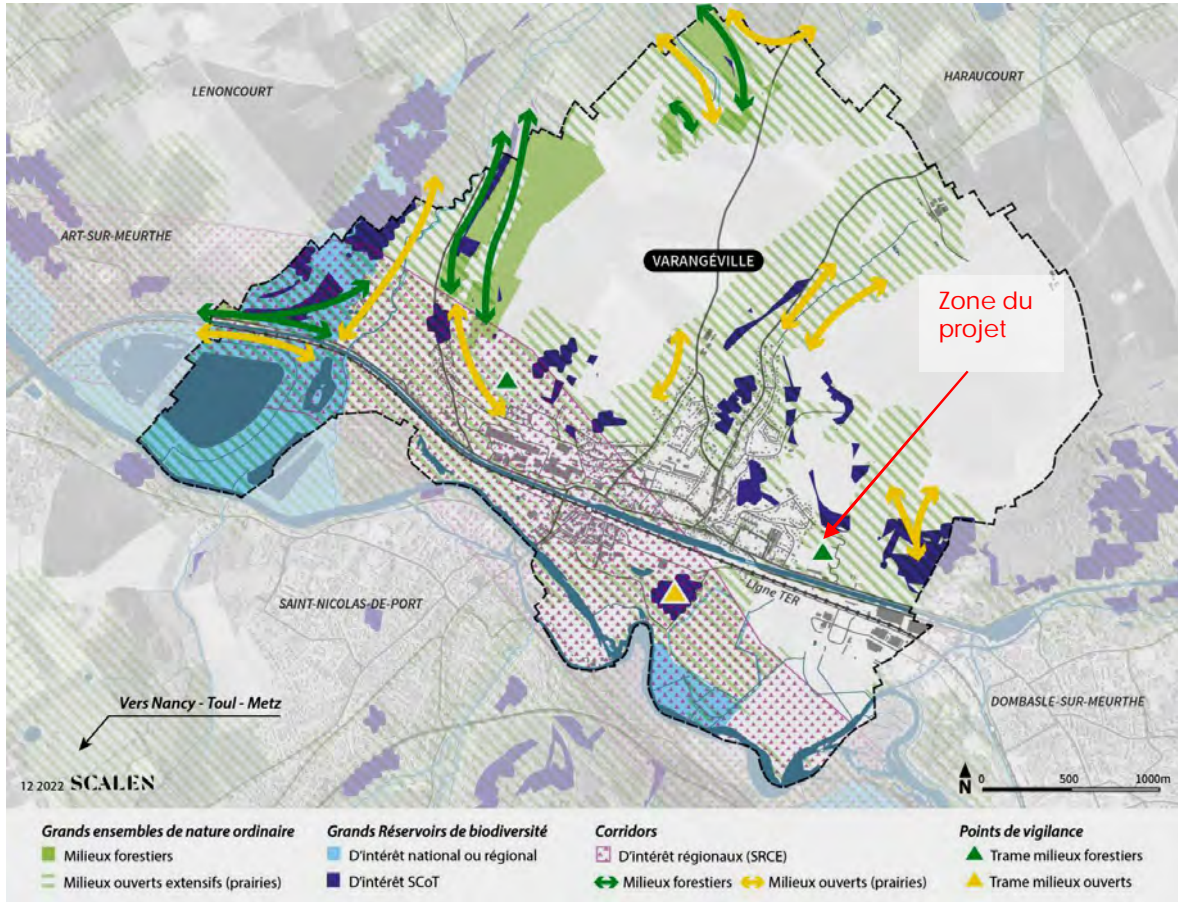 LENONCOURT
HARAUCOURT
ART-SUR-MEURTHE
VARANGÉVILLE
Zone du
projet
SAINT-NICOLAS-DE-PORT
Ligne TER
DOMBASLE-SUR-MEURTHE
Vers Nancy - Toul - Metz
12 2022 SCALEN
N
0 500 1000m
Grands ensembles de nature ordinaire
Milieux forestiers
Milieux ouverts extensifs (prairies)
Grands Réservoirs de biodiversité
D'intérêt national ou régional
D'intérêt SCoT
Corridors
D'intérêt régionaux (SRCE)
Milieux forestiers
Milieux ouverts (prairies)
Points de vigilance
Trame milieux forestiers
Trame milieux ouverts